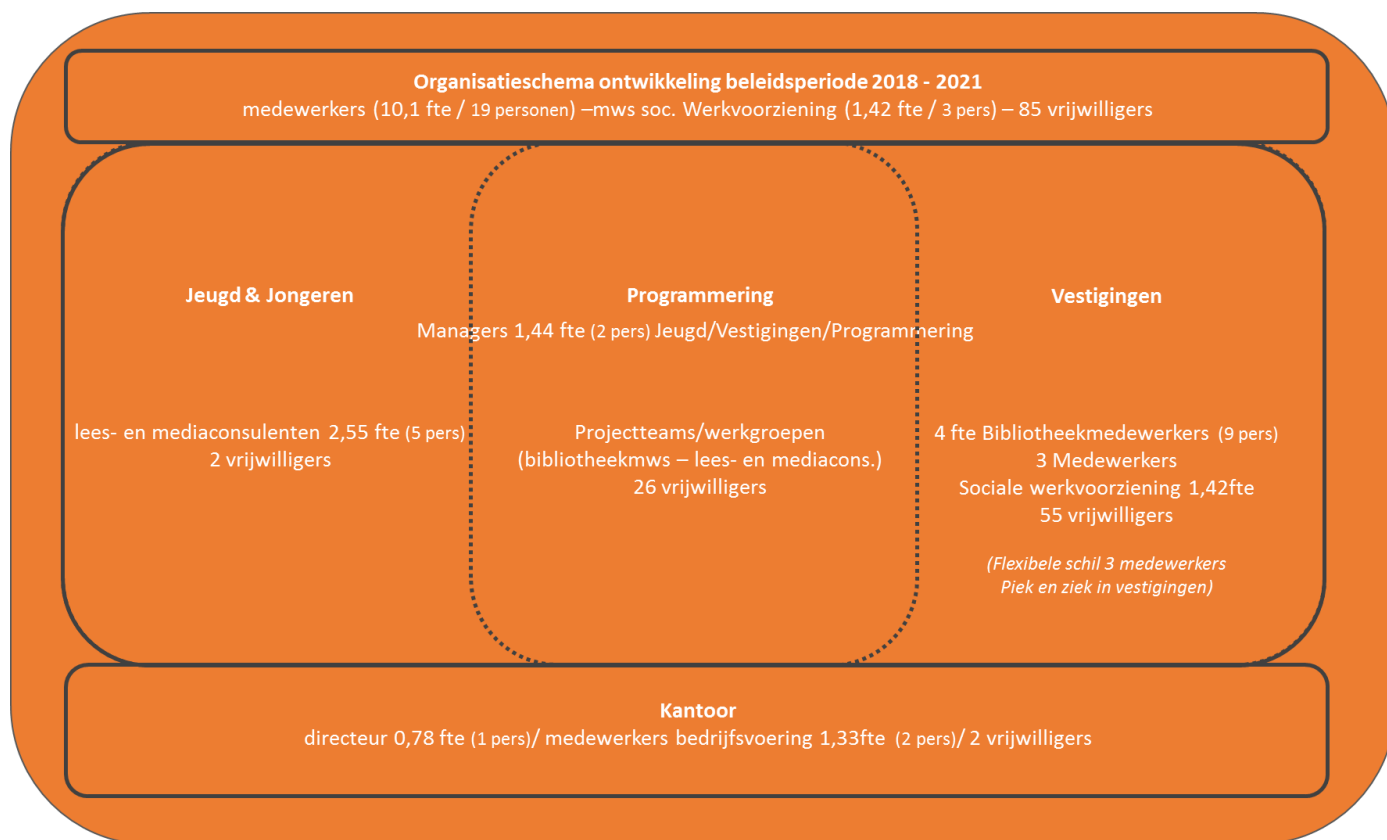 Organisatieschema ontwikkeling beleidsperiode 2018 - 2021
medewerkers (10,1 fte / 19 personen) –mws soc. Werkvoorziening (1,42 fte / 3 pers) – 85 vrijwilligers
Jeugd & Jongeren
Programmering
Vestigingen
Managers 1,44 fte (2 pers) Jeugd/Vestigingen/Programmering
lees- en mediaconsulenten 2,55 fte (5 pers)
2 vrijwilligers
Projectteams/werkgroepen
(bibliotheekmws – lees- en mediacons.)
26 vrijwilligers
4 fte Bibliotheekmedewerkers (9 pers)
3 Medewerkers
Sociale werkvoorziening 1,42fte
55 vrijwilligers
(Flexibele schil 3 medewerkers
Piek en ziek in vestigingen)
Kantoor
directeur 0,78 fte (1 pers)/ medewerkers bedrijfsvoering 1,33fte (2 pers)/ 2 vrijwilligers